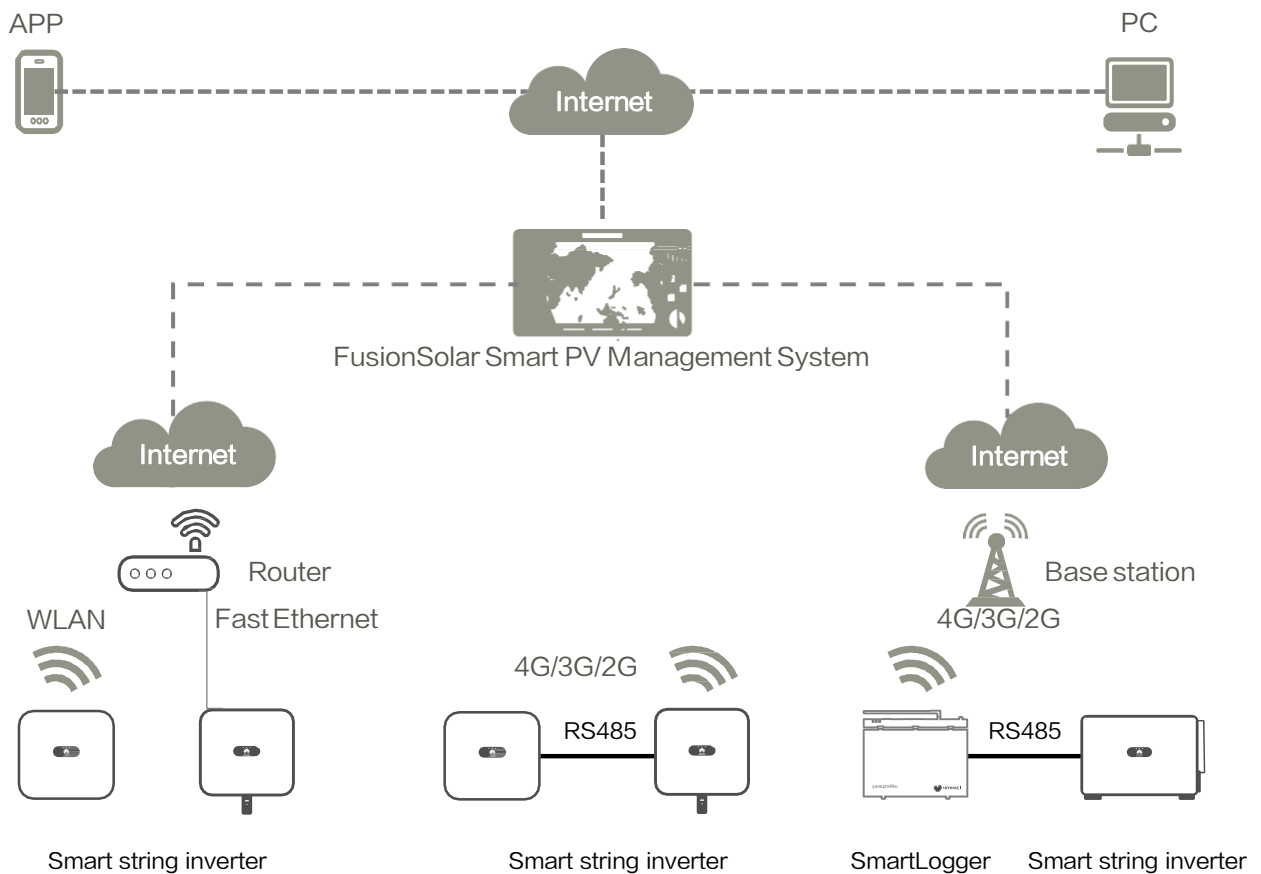 APP
PC
Internet
FusionSolar Smart PV Management System
Internet
Internet
Router
Base station
WLAN
Fast Ethernet
4G/3G/2G
4G/3G/2G
RS485
RS485
Smart string inverter
Smart string inverter
SmartLogger
Smart string inverter